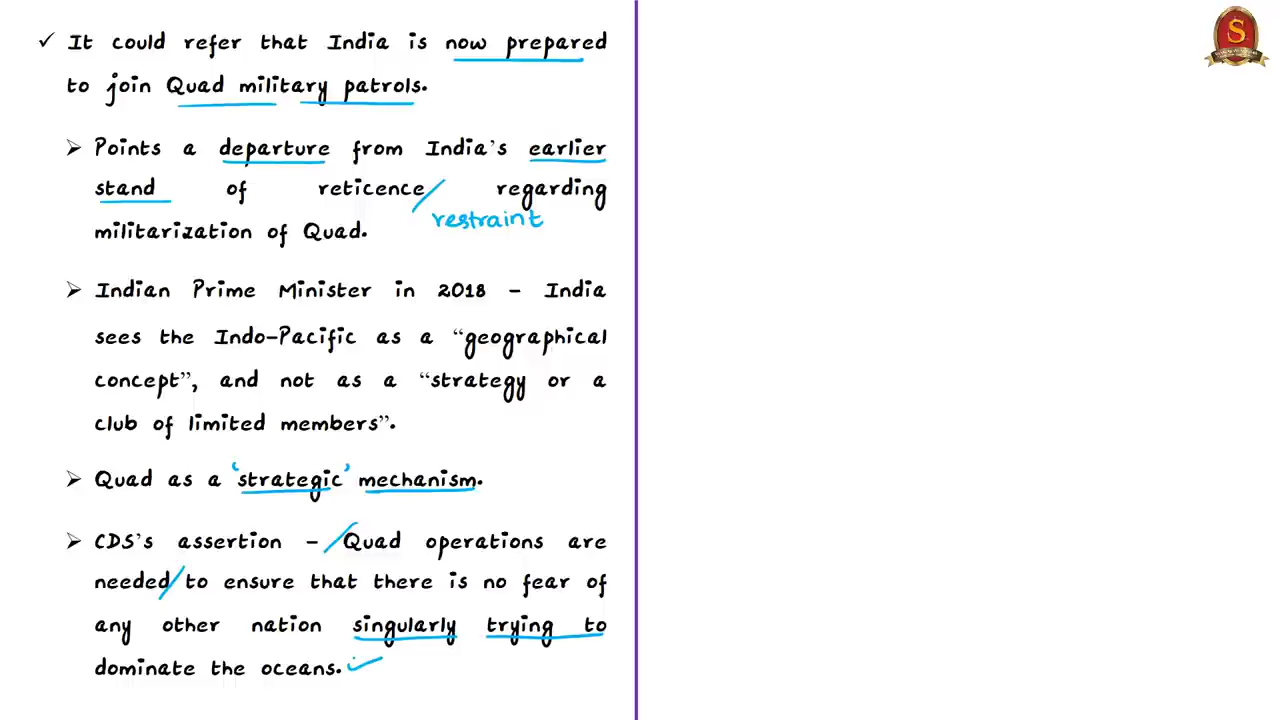 ✓ It could refer that India is now prepared
to join Quad military patrols.
➢ Points a departure from India's earlier
stand of reticence/ regarding
restraint
militarization of Quad.
➢ Indian Prime Minister in 2018 - India
sees the Indo-Pacific as a “geographical
concept”, and not as a “strategy or a
club of limited members”.
➢ Quad as a ‘strategic’ mechanism.
➢ CDS's assertion - /Quad operations are
needed/to ensure that there is no fear of
any other nation singularly trying to
dominate the oceans. ✓
S